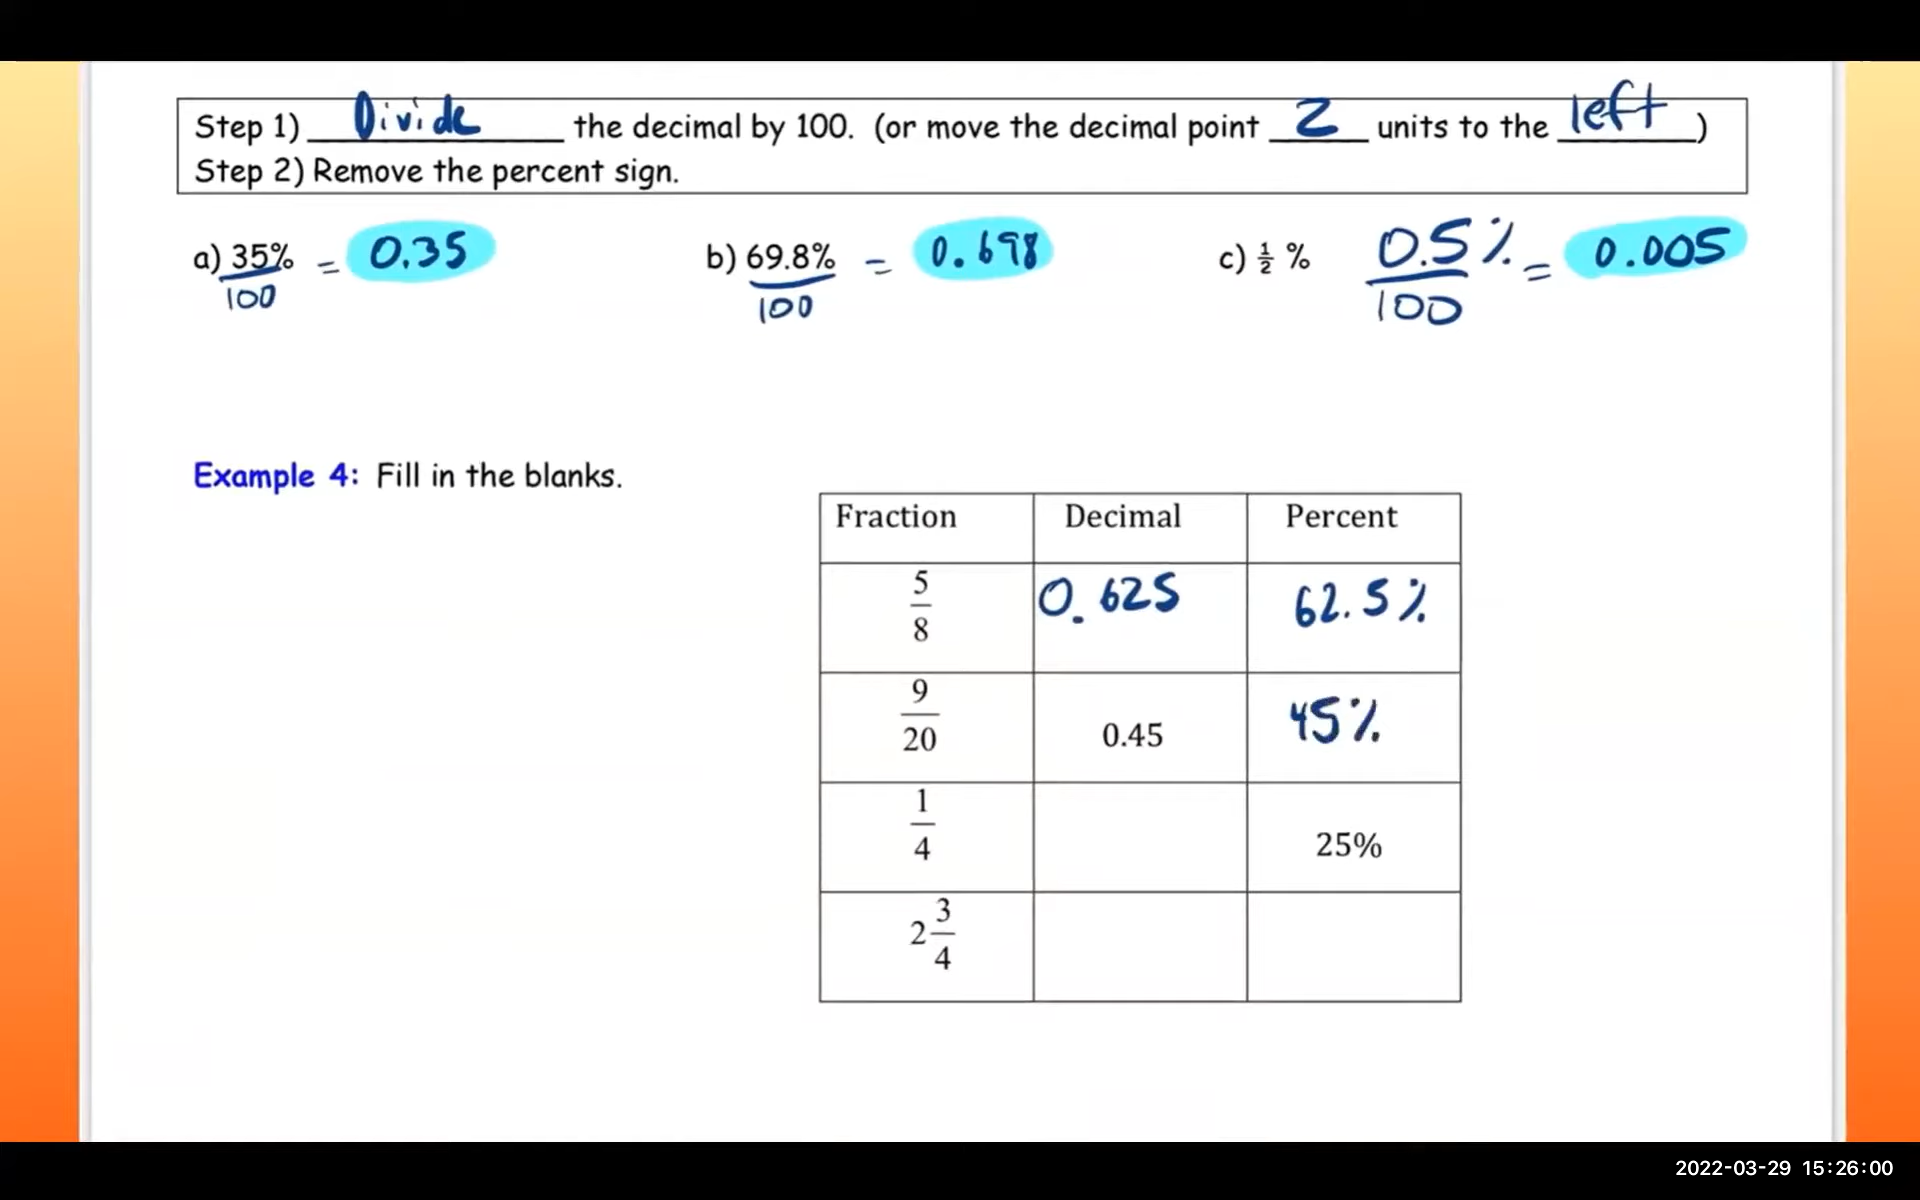 Step 1) Divide the decimal by 100. (or move the decimal point 2 units to the left)
Step 2) Remove the percent sign.
a) 35%/100 = 0.35 b) 69.8%/100 = 0.698 c) ½ % 0.5%/100 = 0.005
Example 4: Fill in the blanks.
Fraction Decimal Percent
5/8 0.625 62.5%
9/20 0.45 45%
1/4 25%
2 3/4
2022-03-29 15:26:00